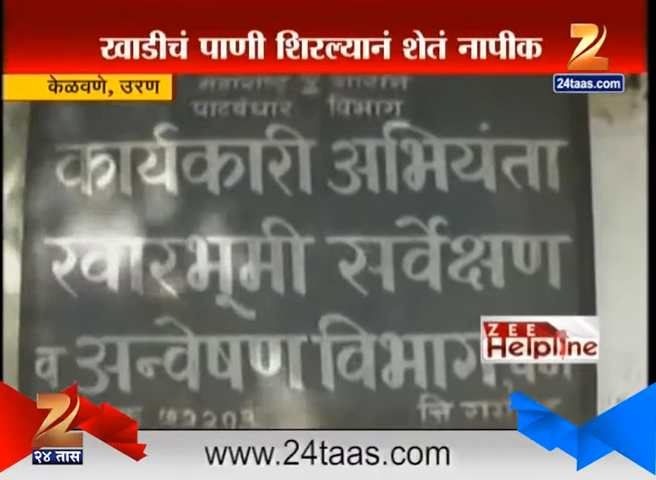 खाडीचं पाणी शिरल्यानं शेतं नापीक
24taas.com
केळवणे, उरण
महाराष्ट्र शासन
पाटबंधार विभाग
कार्यकारी अभियंता
खारभूमी सर्वेक्षण
व अन्वेषण विभाग
ZEE
Helpline
२४ तास
www.24taas.com